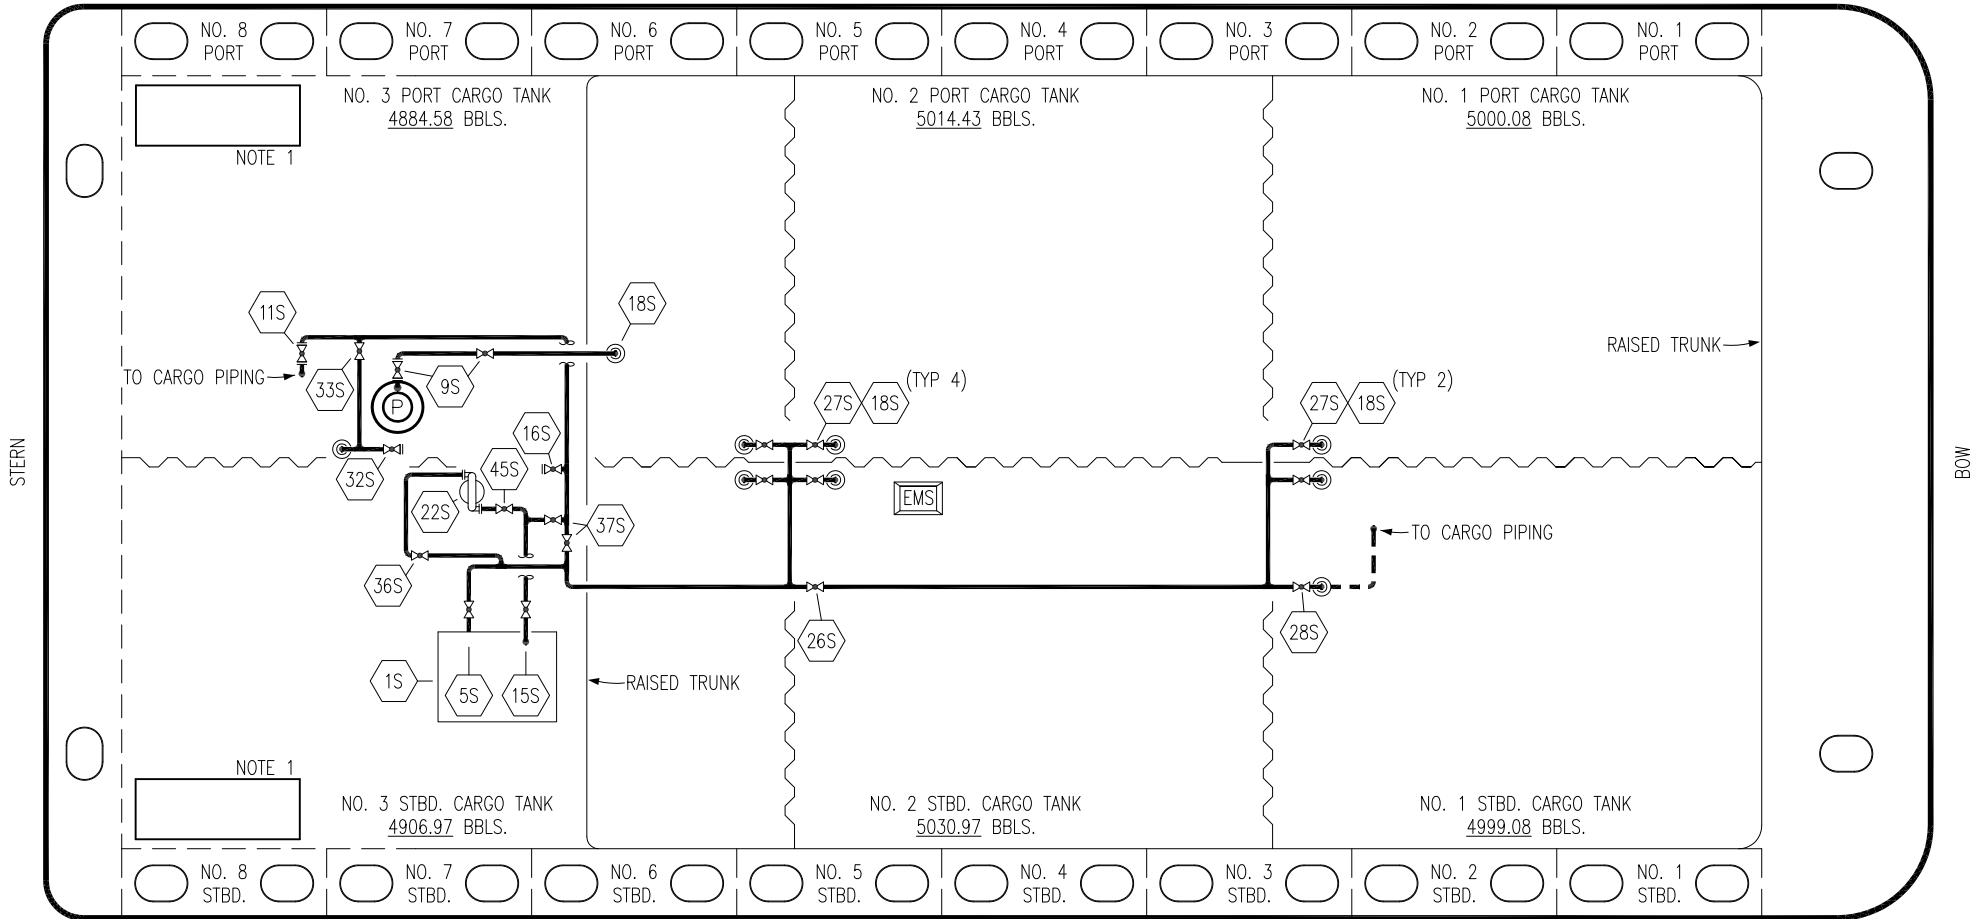 NO. 8
PORT
NO. 7
PORT
NO. 6
PORT
NO. 5
PORT
NO. 4
PORT
NO. 3
PORT
NO. 2
PORT
NO. 1
PORT
NO. 3 PORT CARGO TANK
4884.58 BBLS.
NO. 2 PORT CARGO TANK
5014.43 BBLS.
NO. 1 PORT CARGO TANK
5000.08 BBLS.
NOTE 1
11S
18S
RAISED TRUNK
TO CARGO PIPING
33S
9S
P
(TYP 4)
27S
18S
(TYP 2)
27S
18S
16S
STERN
BOW
32S
45S
22S
EMS
37S
TO CARGO PIPING
36S
26S
28S
1S
5S
15S
RAISED TRUNK
NOTE 1
NO. 3 STBD. CARGO TANK
4906.97 BBLS.
NO. 2 STBD. CARGO TANK
5030.97 BBLS.
NO. 1 STBD. CARGO TANK
4999.08 BBLS.
NO. 8
STBD.
NO. 7
STBD.
NO. 6
STBD.
NO. 5
STBD.
NO. 4
STBD.
NO. 3
STBD.
NO. 2
STBD.
NO. 1
STBD.